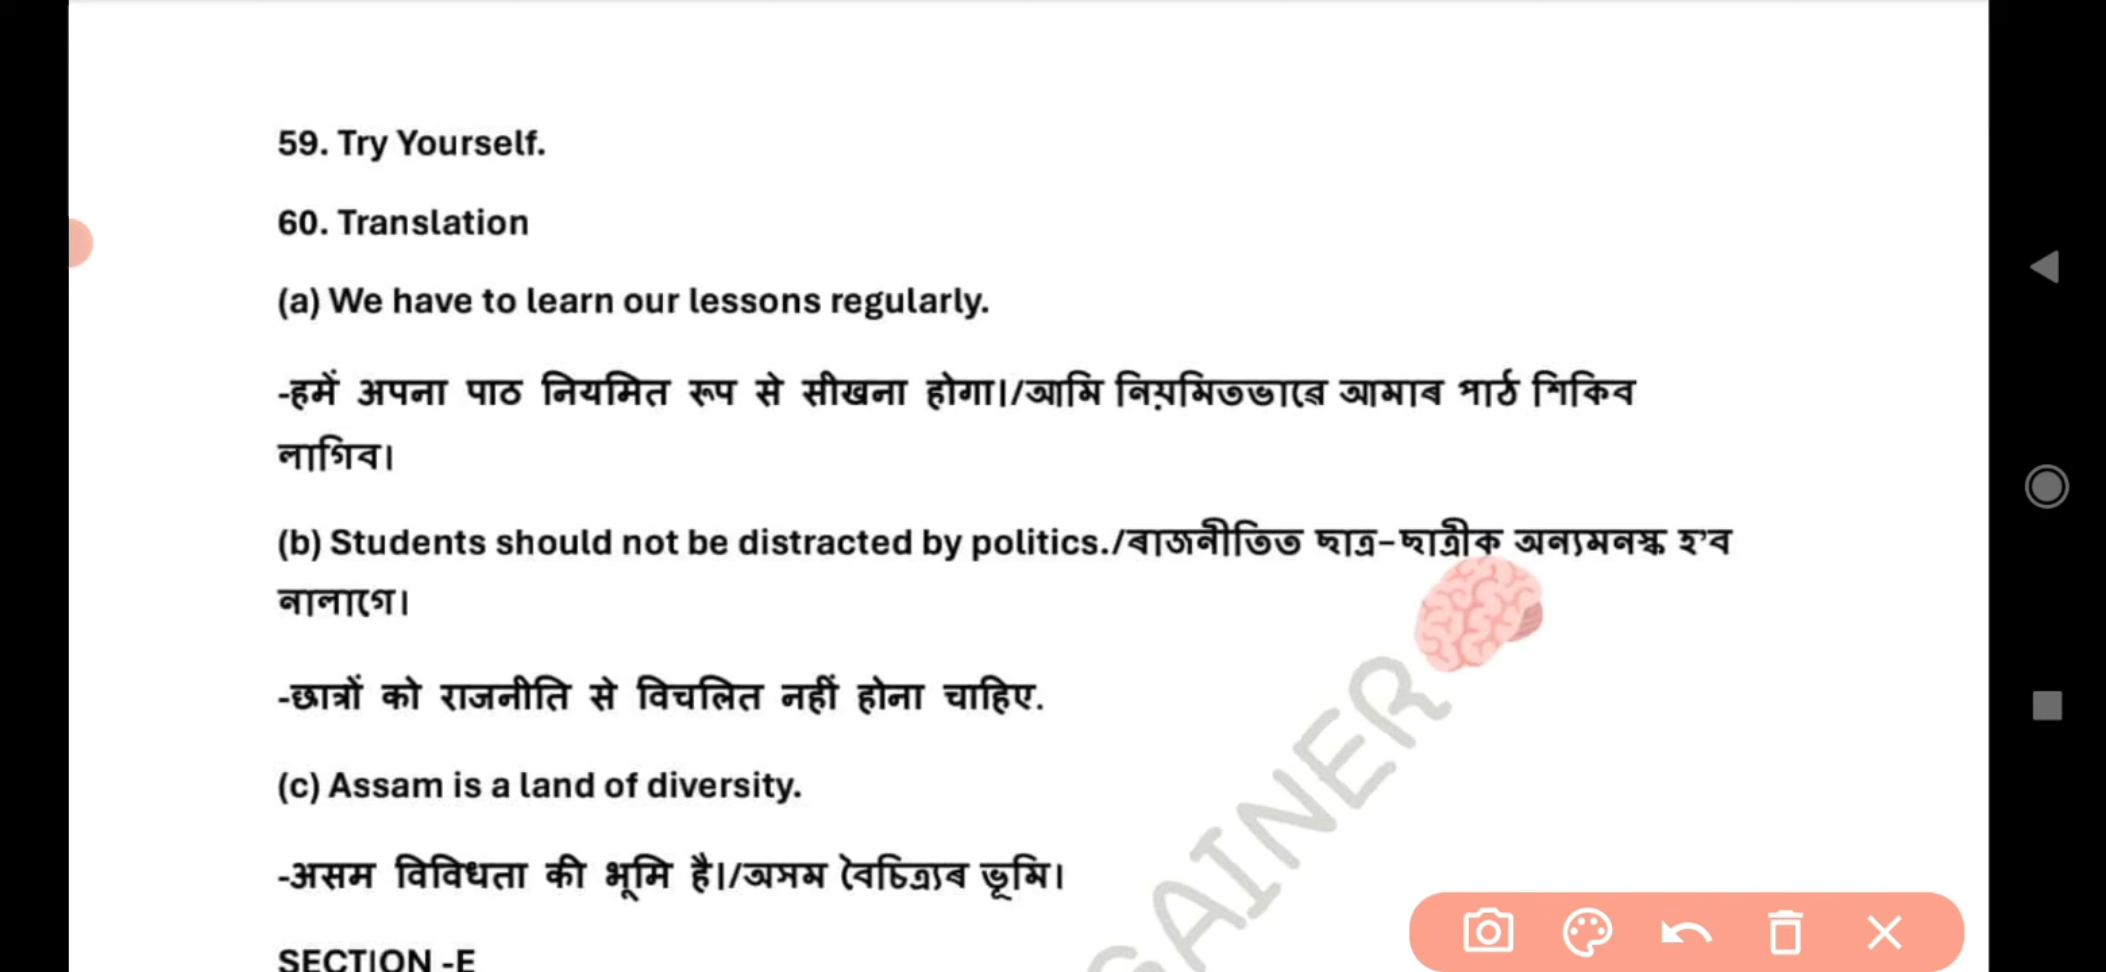 59. Try Yourself.
60. Translation
(a) We have to learn our lessons regularly.
-हमें अपना पाठ नियमित रूप से सीखना होगा।/আমি নিয়মিতভাৱে আমাৰ পাঠ শিকিব
লাগিব।
(b) Students should not be distracted by politics./ৰাজনীতিত ছাত্ৰ-ছাত্ৰীক অন্যমনস্ক হ'ব
নালাগে।
-छात्रों को राजनीति से विचलित नहीं होना चाहिए.
(c) Assam is a land of diversity.
-असम विविधता की भूमि है।/অসম বৈচিত্ৰ্যৰ ভূমি।
SECTION -E
GAINER